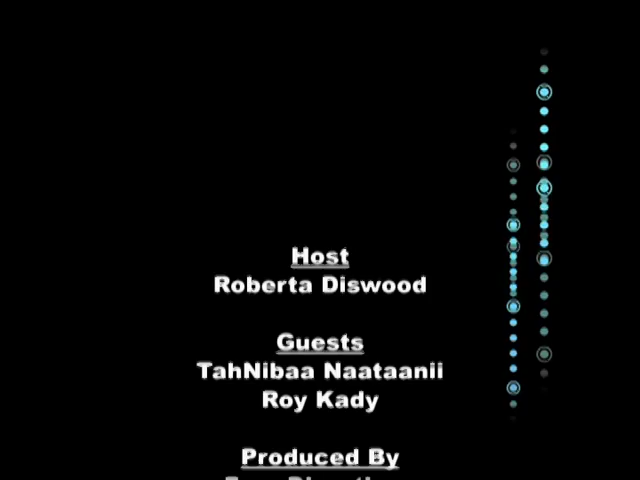 Host
Roberta Diswood
Guests
TahNibaa Naataanii
Roy Kady
Produced By